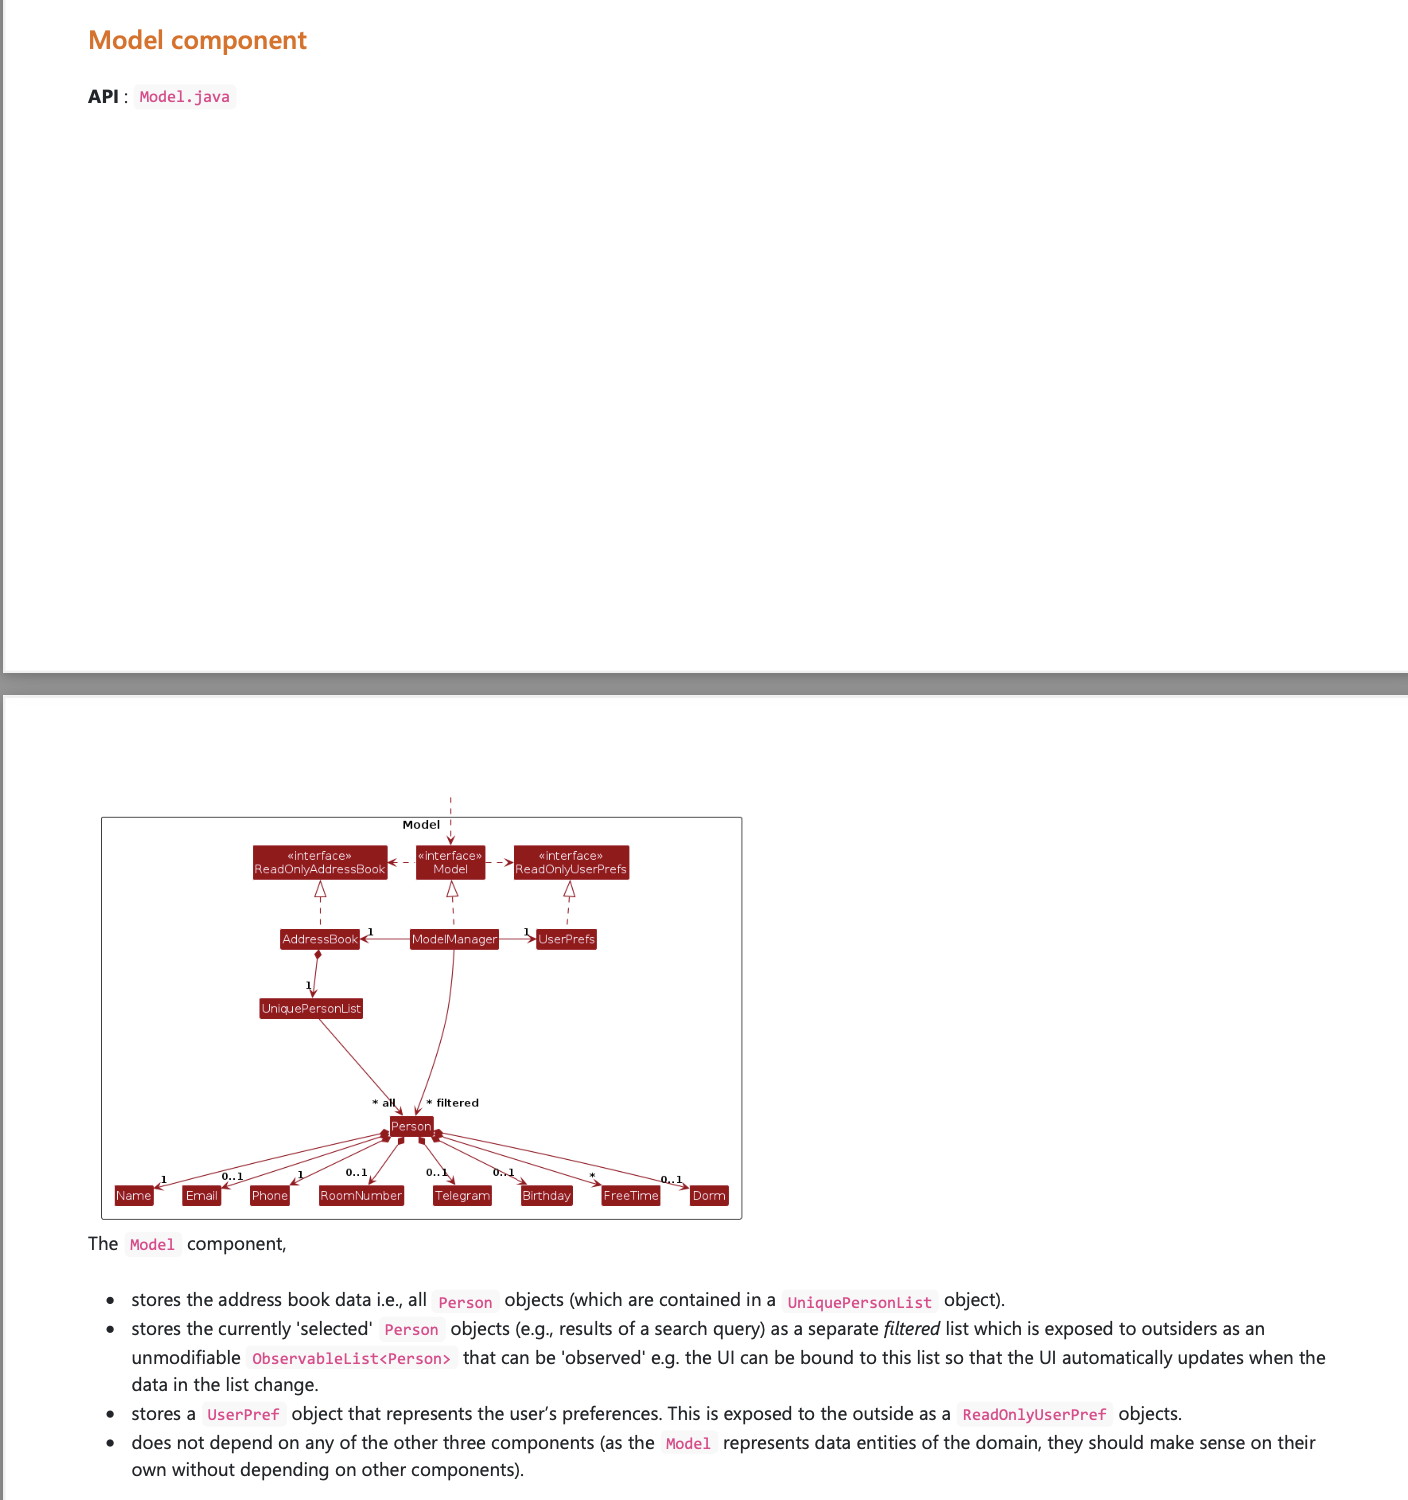 Model component
API : Model.java
Model
«interface»
ReadOnlyAddressBook
«interface»
Model
«interface»
ReadOnlyUserPrefs
AddressBook
1
ModelManager
1
UserPrefs
1
UniquePersonList
* all
* filtered
Person
1
0..1
1
0..1
0..1
0..1
*
0..1
Name
Email
Phone
RoomNumber
Telegram
Birthday
FreeTime
Dorm
The Model component,
• stores the address book data i.e., all Person objects (which are contained in a UniquePersonList object).
• stores the currently 'selected' Person objects (e.g., results of a search query) as a separate filtered list which is exposed to outsiders as an
unmodifiable ObservableList<Person> that can be 'observed' e.g. the UI can be bound to this list so that the UI automatically updates when the
data in the list change.
• stores a UserPref object that represents the user’s preferences. This is exposed to the outside as a ReadOnlyUserPref objects.
• does not depend on any of the other three components (as the Model represents data entities of the domain, they should make sense on their
own without depending on other components).